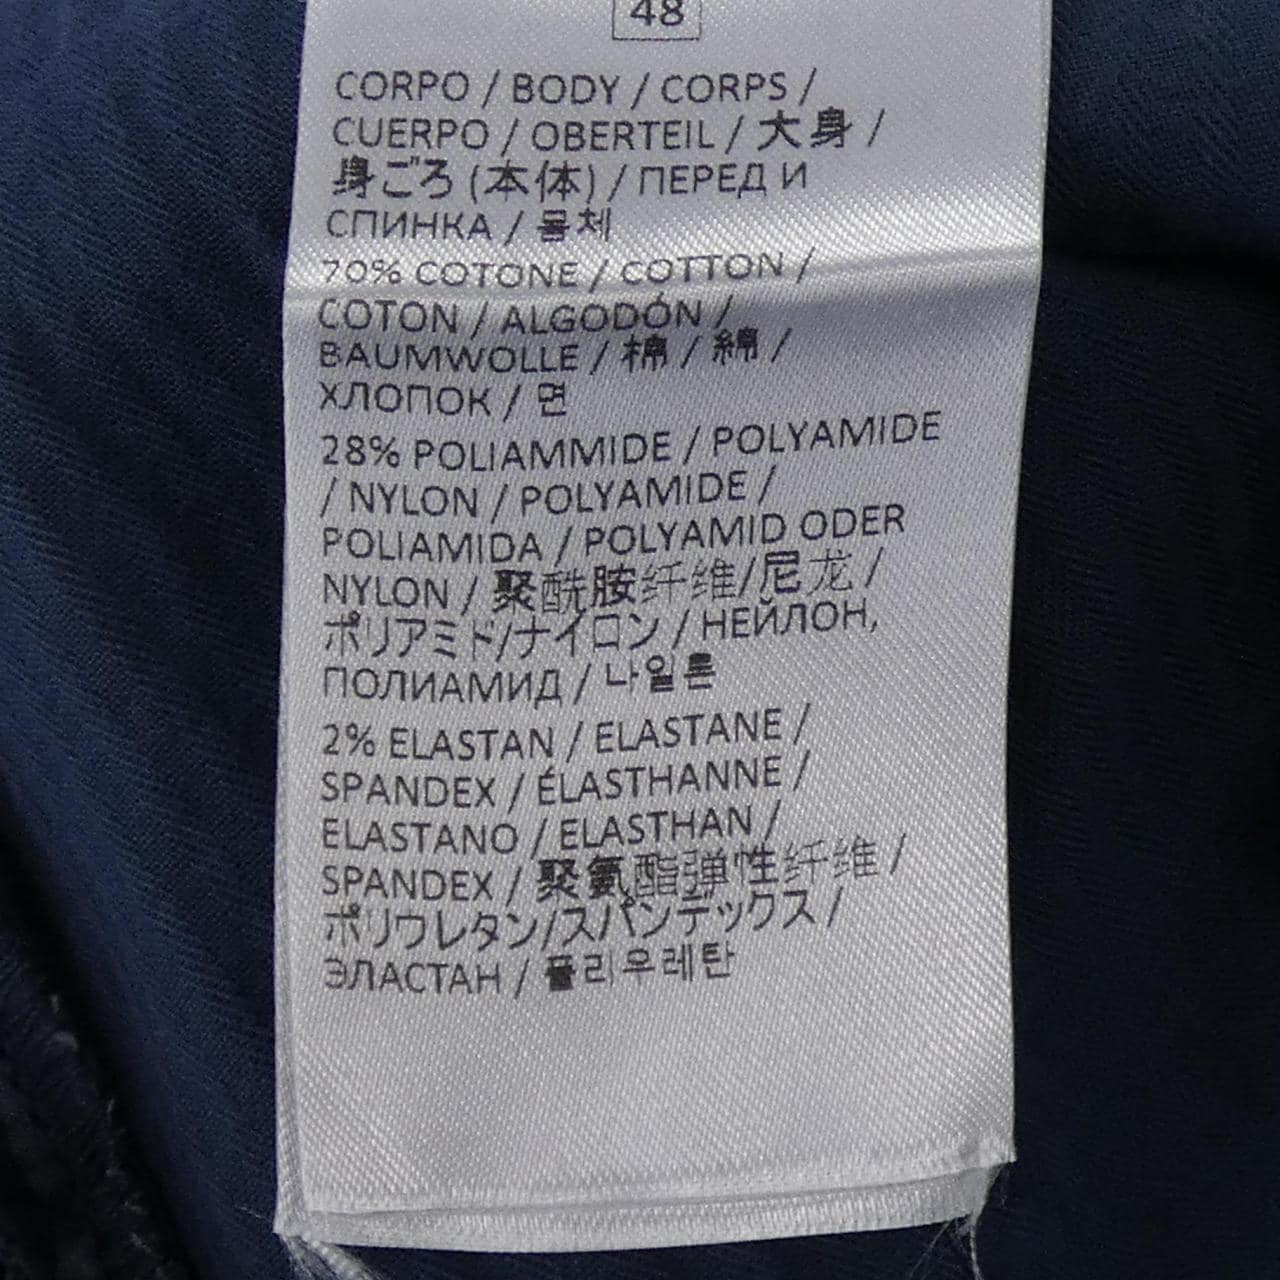 48
CORPO / BODY / CORPS /
CUERPO / OBERTEIL / 大身 /
身ごろ (本体) / ПЕРЕД И
СПИНКА / 몸체
70% COTONE / COTTON /
COTON / ALGODÓN /
BAUMWOLLE / 棉 / 綿 /
ХЛОПОК / 면
28% POLIAMMIDE / POLYAMIDE
/ NYLON / POLYAMIDE /
POLIAMIDA / POLYAMID ODER
NYLON / 聚酰胺纤维/尼龙 /
ポリアミド/ナイロン / НЕЙЛОН,
ПОЛИАМИД / 나일론
2% ELASTAN / ELASTANE /
SPANDEX / ÉLASTHANNE /
ELASTANO / ELASTHAN /
SPANDEX / 聚氨酯弹性纤维 /
ポリウレタン/スパンデックス /
ЭЛАСТАН / 폴리우레탄